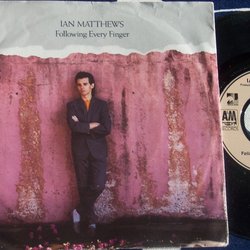 IAN MATTHEWS
Following Every Finger
A&M
RECORDS